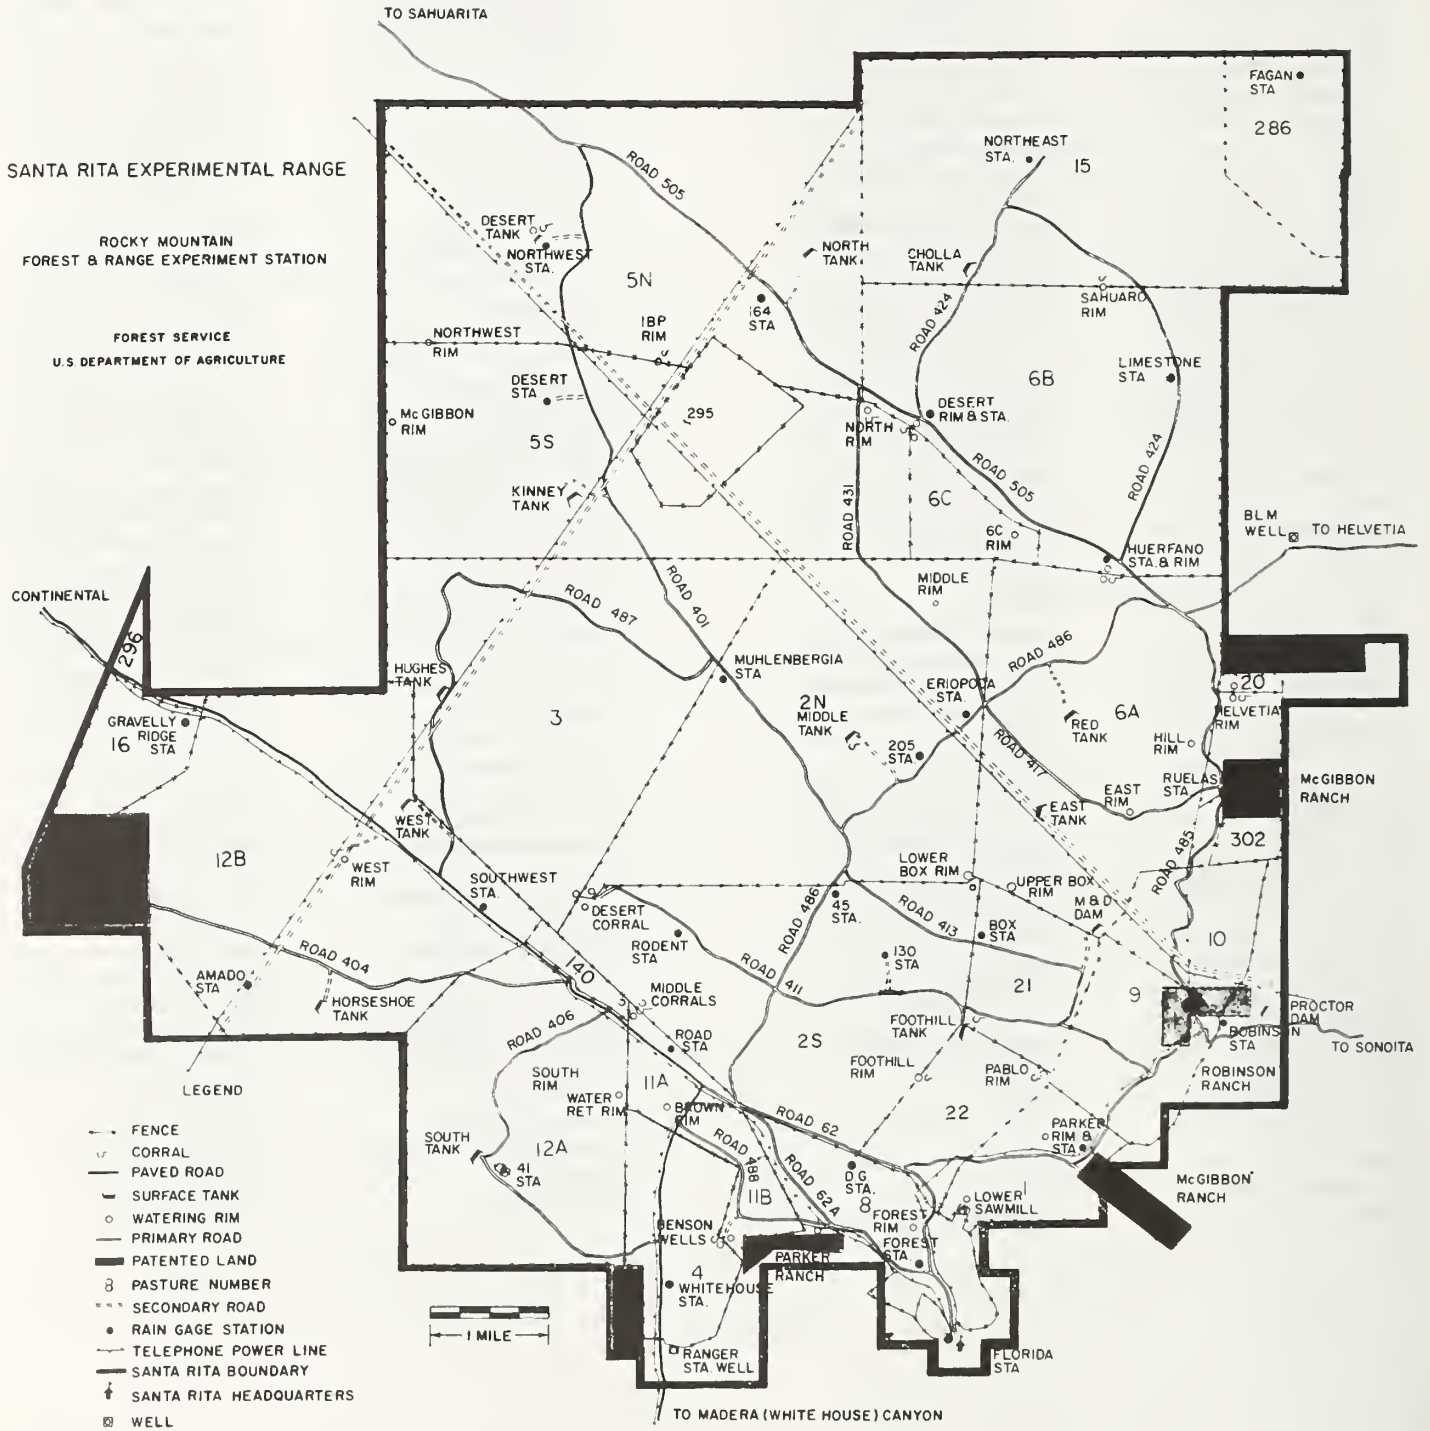 TO SAHUARITA
FAGAN
STA
286
NORTHEAST
STA.
15
SANTA RITA EXPERIMENTAL RANGE
ROAD 505
ROCKY MOUNTAIN
FOREST & RANGE EXPERIMENT STATION
DESERT
TANK
NORTHWEST
STA.
NORTH
TANK
CHOLLA
TANK
5N
SAHUARO
RIM
164
STA
ROAD 424
FOREST SERVICE
U.S. DEPARTMENT OF AGRICULTURE
NORTHWEST
RIM
IBP
RIM
LIMESTONE
STA
6B
DESERT
STA
295
DESERT
RIM & STA.
McGIBBON
RIM
NORTH
RIM
5S
ROAD 505
ROAD 424
KINNEY
TANK
ROAD 431
6C
6C
RIM
BLM
WELL
TO HELVETIA
HUERFANO
STA. & RIM
MIDDLE
RIM
CONTINENTAL
ROAD 487
ROAD 401
296
HUGHES
TANK
MUHLENBERGIA
STA
ROAD 486
ERIOPODA
STA.
20
HELVETIA
RIM
GRAVELLY
RIDGE
STA
16
3
2N
MIDDLE
TANK
6A
RED
TANK
HILL
RIM
205
STA.
ROAD 417
RUELAS
STA
McGIBBON
RANCH
EAST
RIM
EAST
TANK
WEST
TANK
302
12B
WEST
RIM
ROAD 485
SOUTHWEST
STA.
LOWER
BOX RIM
UPPER BOX
RIM
M & D
DAM
DESERT
CORRAL
45
STA.
ROAD 486
ROAD 413
BOX
STA
RODENT
STA
10
ROAD 404
130
STA
AMADO
STA
140
ROAD 411
21
9
HORSESHOE
TANK
MIDDLE
CORRALS
PROCTOR
DAM
FOOTHILL
TANK
ROBINSON
STA
ROAD 406
ROAD
STA
2S
TO SONOITA
SOUTH
RIM
FOOTHILL
RIM
PABLO
RIM
ROBINSON
RANCH
11A
WATER
RET RIM
BROWN
RIM
22
ROAD 62
PARKER
RIM &
STA.
SOUTH
TANK
12A
ROAD 488
41
STA
ROAD 62A
D.G.
STA.
McGIBBON
RANCH
11B
8
1
LOWER
SAWMILL
BENSON
WELLS
FOREST
RIM
FOREST
STA
PARKER
RANCH
4
WHITEHOUSE
STA.
RANGER
STA. WELL
FLORIDA
STA
TO MADERA (WHITE HOUSE) CANYON
1 MILE
LEGEND
FENCE
CORRAL
PAVED ROAD
SURFACE TANK
WATERING RIM
PRIMARY ROAD
PATENTED LAND
8 PASTURE NUMBER
SECONDARY ROAD
RAIN GAGE STATION
TELEPHONE POWER LINE
SANTA RITA BOUNDARY
SANTA RITA HEADQUARTERS
WELL